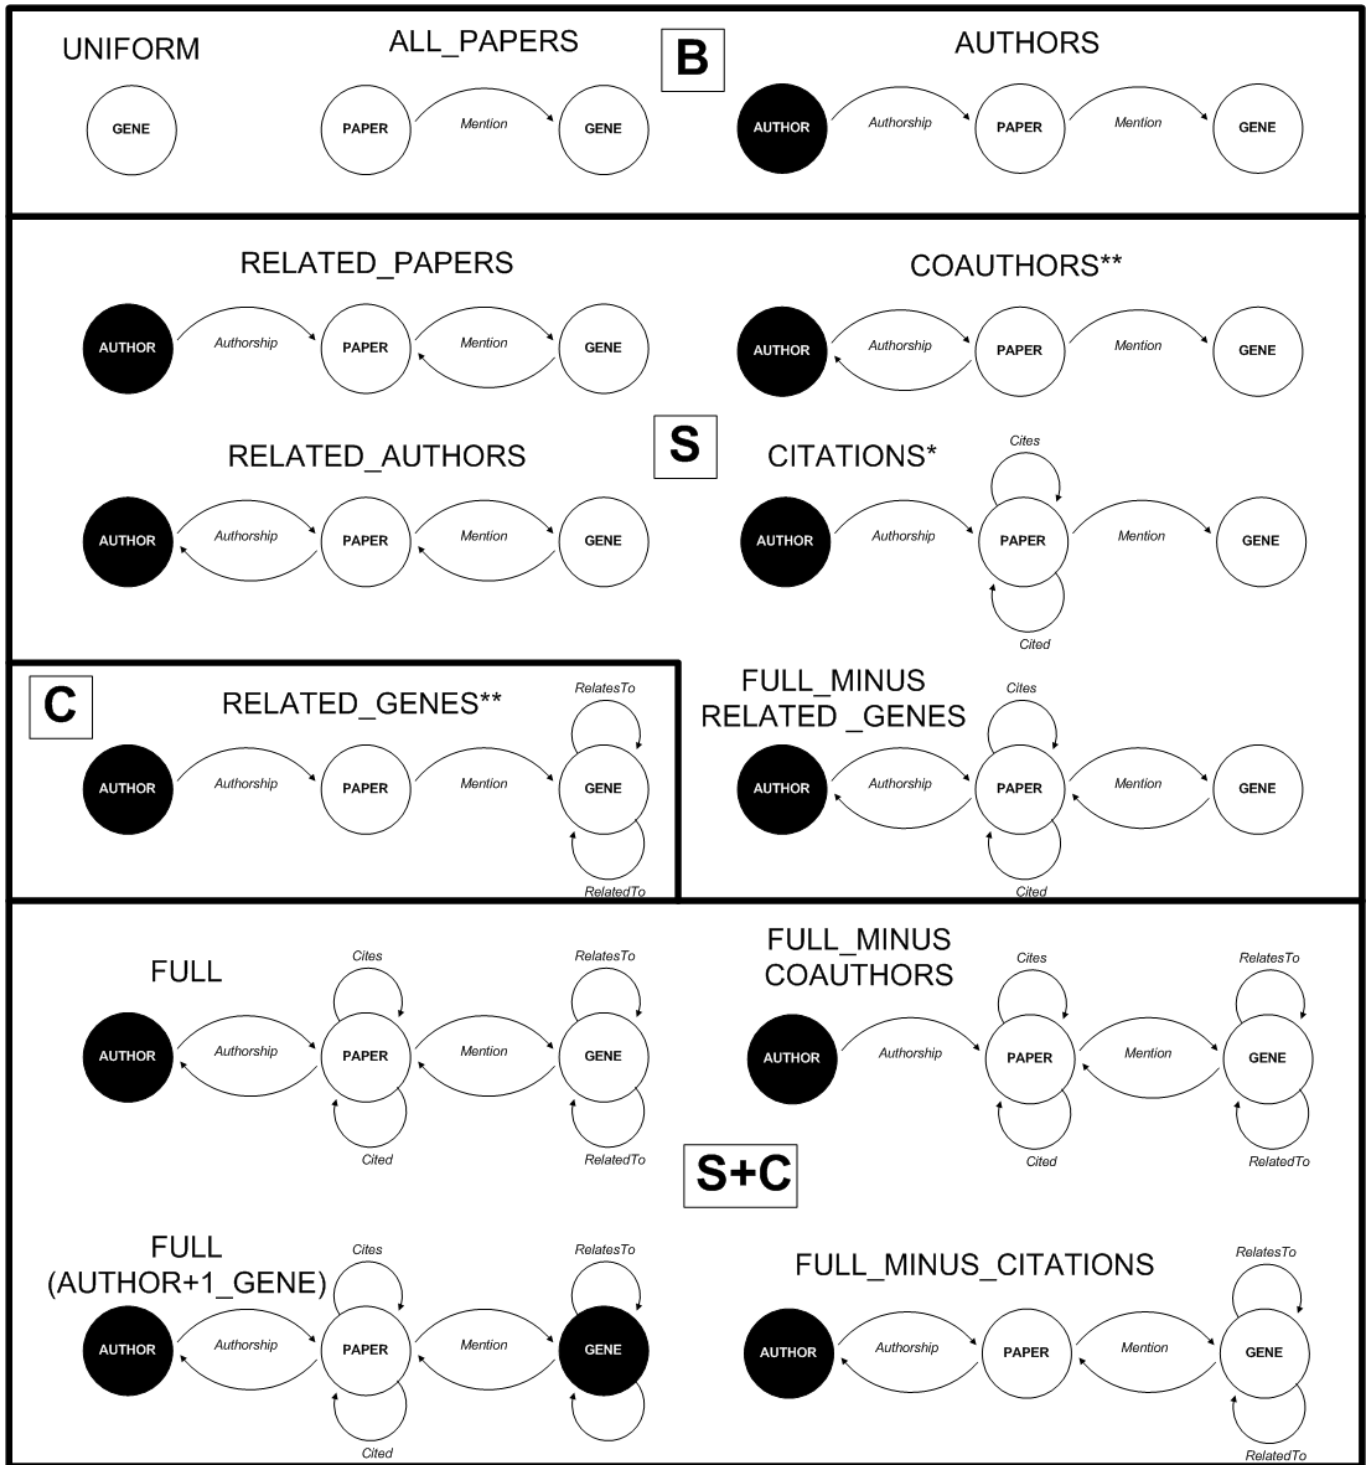 UNIFORM
ALL_PAPERS
B
AUTHORS
GENE
PAPER
Mention
GENE
AUTHOR
Authorship
PAPER
Mention
GENE
RELATED_PAPERS
COAUTHORS**
AUTHOR
Authorship
PAPER
Mention
GENE
AUTHOR
Authorship
PAPER
Mention
GENE
S
RELATED_AUTHORS
CITATIONS*
Cites
AUTHOR
Authorship
PAPER
Mention
GENE
AUTHOR
Authorship
PAPER
Mention
GENE
Cited
C
RELATED_GENES**
RelatesTo
AUTHOR
Authorship
PAPER
Mention
GENE
RelatedTo
FULL_MINUS
RELATED _GENES
Cites
AUTHOR
Authorship
PAPER
Mention
GENE
Cited
FULL
Cites
RelatesTo
AUTHOR
Authorship
PAPER
Mention
GENE
Cited
RelatedTo
FULL_MINUS
COAUTHORS
Cites
RelatesTo
AUTHOR
Authorship
PAPER
Mention
GENE
Cited
RelatedTo
S+C
FULL
(AUTHOR+1_GENE)
Cites
RelatesTo
AUTHOR
Authorship
PAPER
Mention
GENE
Cited
FULL_MINUS_CITATIONS
RelatesTo
AUTHOR
Authorship
PAPER
Mention
GENE
RelatedTo